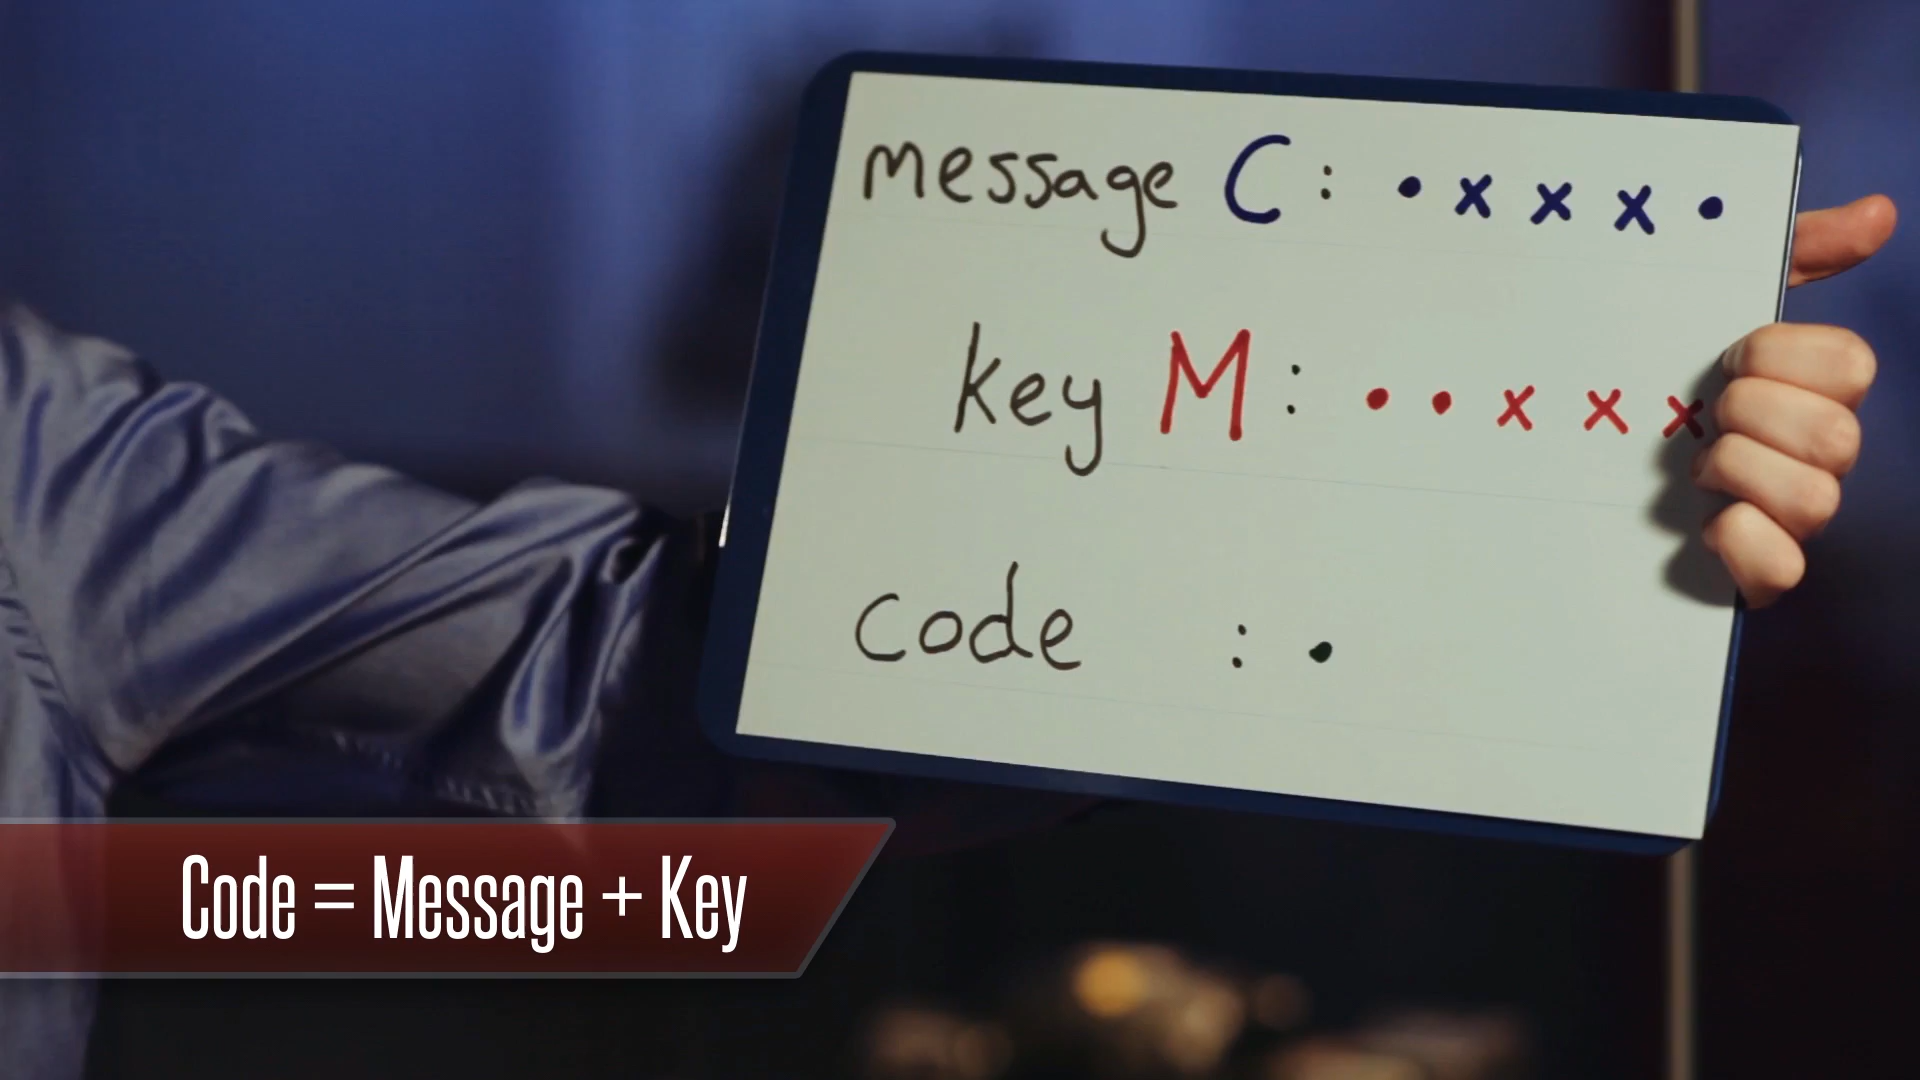 message C: • x x x •
key M: • • x x x
code : •
Code = Message + Key